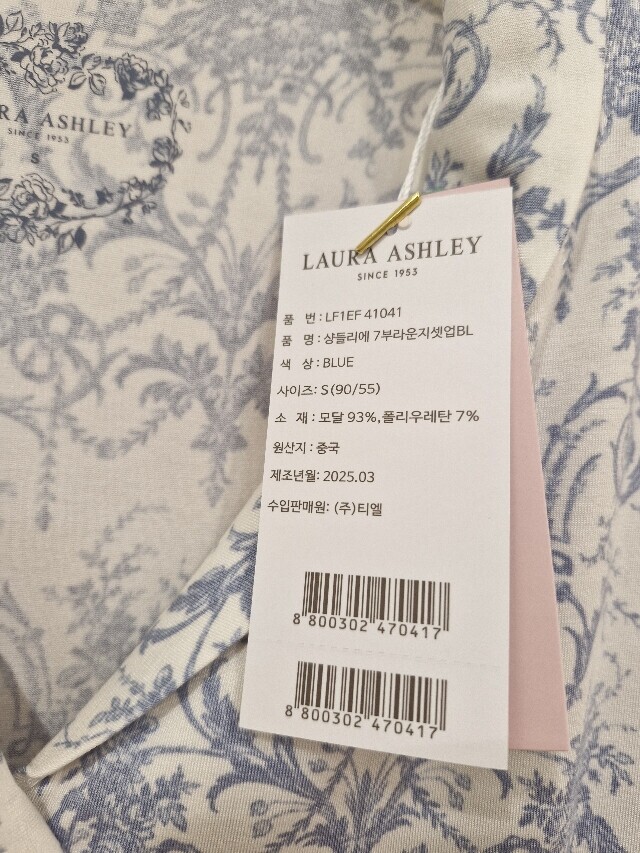 RA ASHLEY
SINCE 1953
S
LAURA ASHLEY
SINCE 1953
품 번 : LF1EF 41041
품 명 : 샹들리에 7부라운지셋업BL
색 상 : BLUE
사이즈: S (90/55)
소 재 : 모달 93%,폴리우레탄 7%
원산지 : 중국
제조년월: 2025.03
수입판매원: (주)티엘
8 800302 470417
8 800302 470417